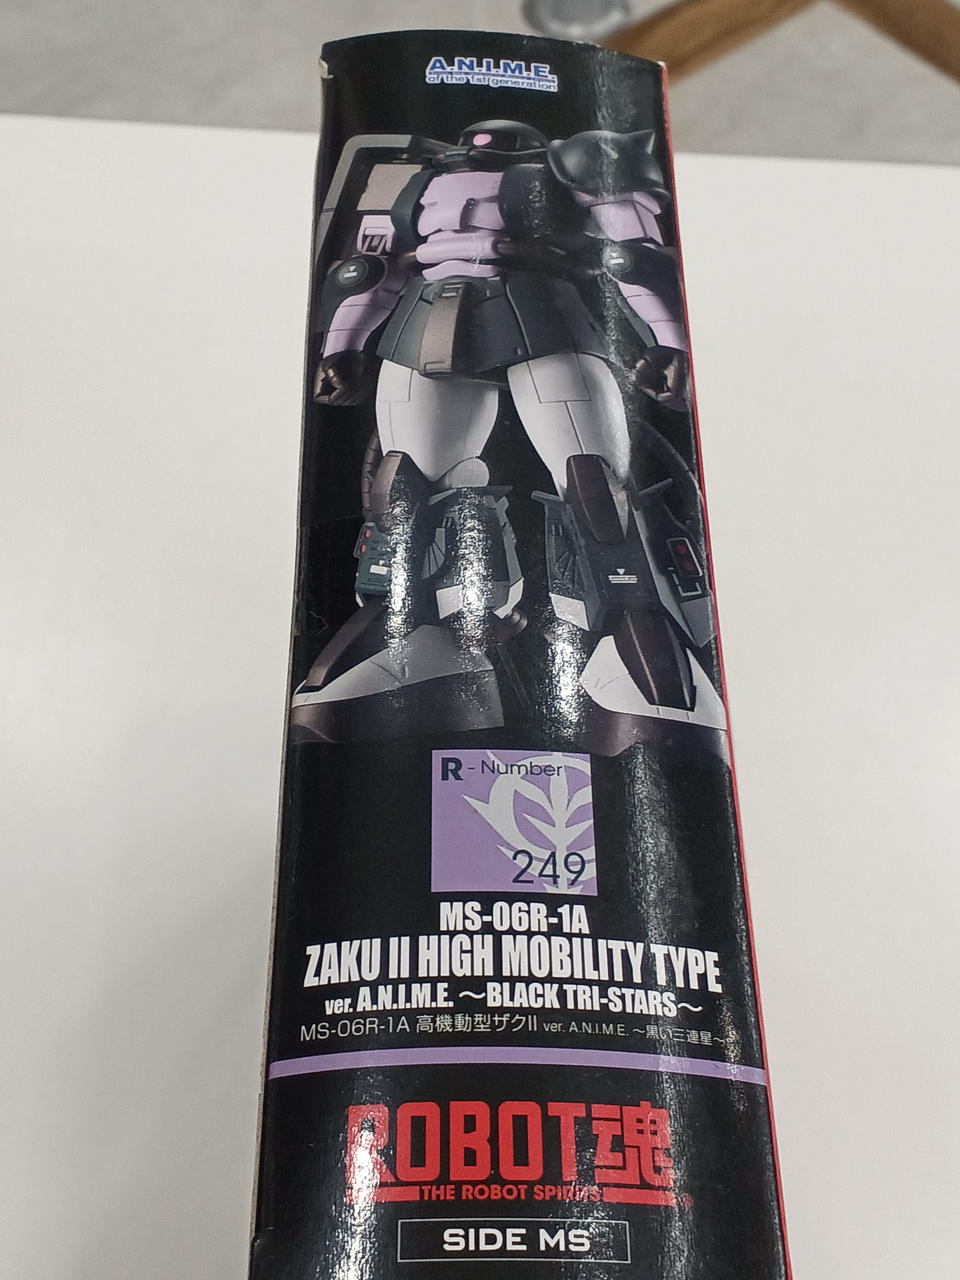 A.N.I.M.E.
of the 1st generation
R - Number
249
MS-06R-1A
ZAKU II HIGH MOBILITY TYPE
ver. A.N.I.M.E. ～BLACK TRI-STARS～
MS-06R-1A 高機動型ザクII ver. A.N.I.M.E. ～黒い三連星～
ROBOT魂
THE ROBOT SPIRITS
SIDE MS